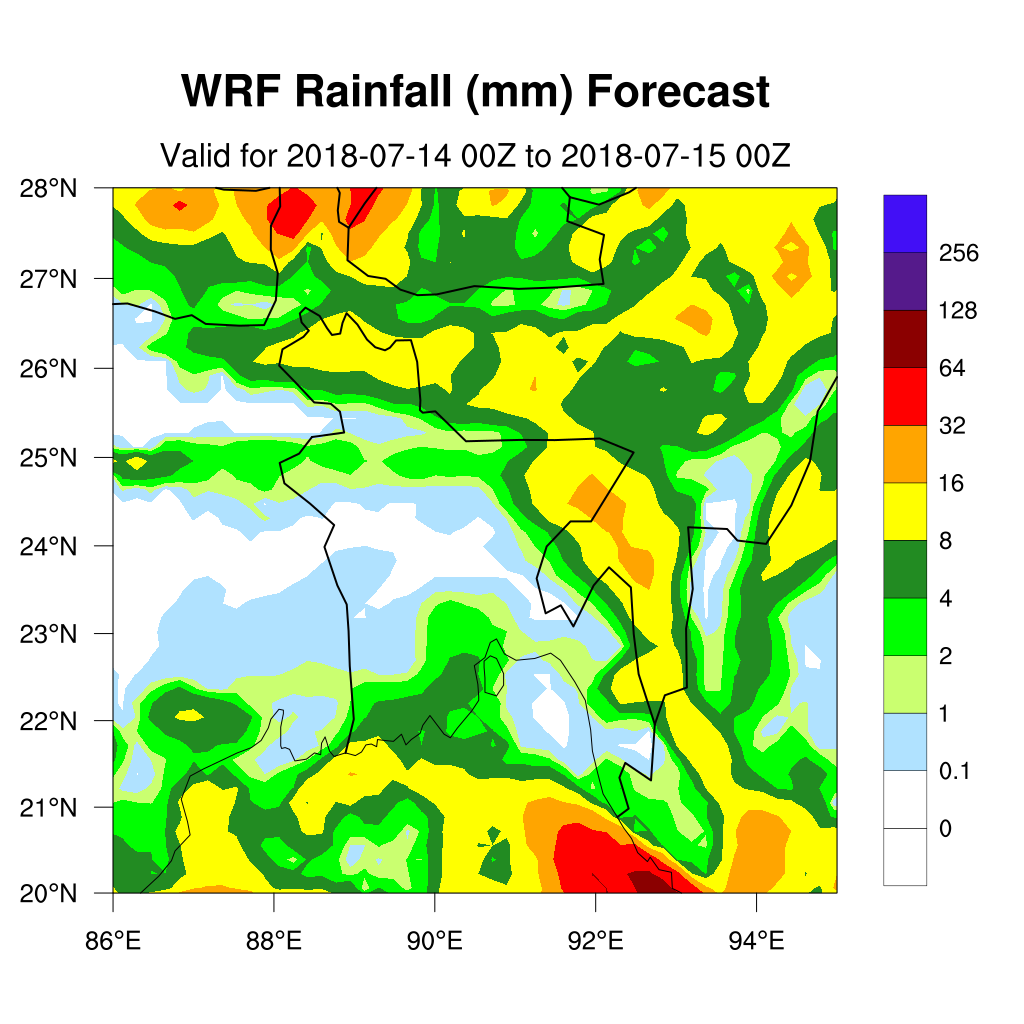 WRF Rainfall (mm) Forecast
Valid for 2018-07-14 00Z to 2018-07-15 00Z
28°N
27°N
26°N
25°N
24°N
23°N
22°N
21°N
20°N
86°E 88°E 90°E 92°E 94°E
256
128
64
32
16
8
4
2
1
0.1
0